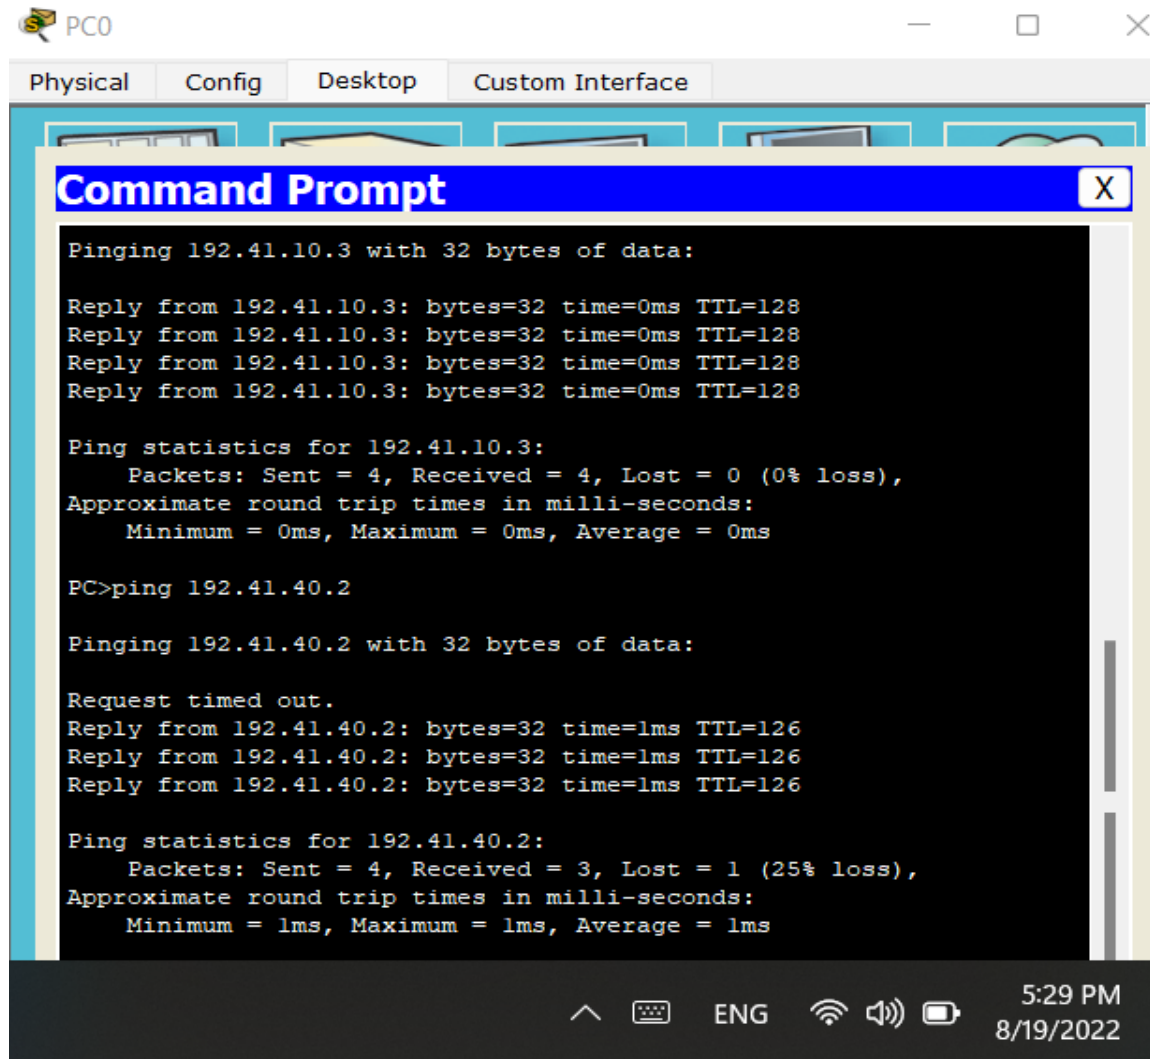 PC0
Physical Config Desktop Custom Interface
Command Prompt X
Pinging 192.41.10.3 with 32 bytes of data:
Reply from 192.41.10.3: bytes=32 time=0ms TTL=128
Reply from 192.41.10.3: bytes=32 time=0ms TTL=128
Reply from 192.41.10.3: bytes=32 time=0ms TTL=128
Reply from 192.41.10.3: bytes=32 time=0ms TTL=128
Ping statistics for 192.41.10.3:
Packets: Sent = 4, Received = 4, Lost = 0 (0% loss),
Approximate round trip times in milli-seconds:
Minimum = 0ms, Maximum = 0ms, Average = 0ms
PC>ping 192.41.40.2
Pinging 192.41.40.2 with 32 bytes of data:
Request timed out.
Reply from 192.41.40.2: bytes=32 time=1ms TTL=126
Reply from 192.41.40.2: bytes=32 time=1ms TTL=126
Reply from 192.41.40.2: bytes=32 time=1ms TTL=126
Ping statistics for 192.41.40.2:
Packets: Sent = 4, Received = 3, Lost = 1 (25% loss),
Approximate round trip times in milli-seconds:
Minimum = 1ms, Maximum = 1ms, Average = 1ms
ENG 5:29 PM
8/19/2022